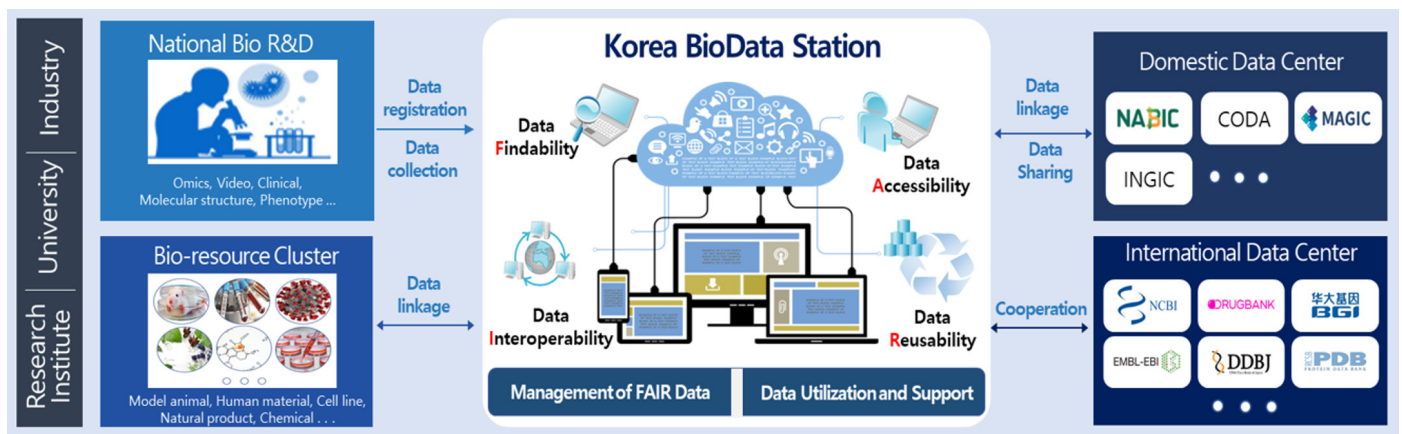 Industry
University
Research
Institute
National Bio R&D
Omics, Video, Clinical,
Molecular structure, Phenotype ...
Bio-resource Cluster
Model animal, Human material, Cell line,
Natural product, Chemical . . .
Data
registration
Data
collection
Data
linkage
Korea BioData Station
Data
Findability
Data
Accessibility
Data
Interoperability
Data
Reusability
Management of FAIR Data
Data Utilization and Support
Data
linkage
Data
Sharing
Cooperation
Domestic Data Center
NABIC
CODA
MAGIC
INGIC
International Data Center
NCBI
DRUGBANK
华大基因
BGI
EMBL-EBI
DDBJ
PDB
PROTEIN DATA BANK